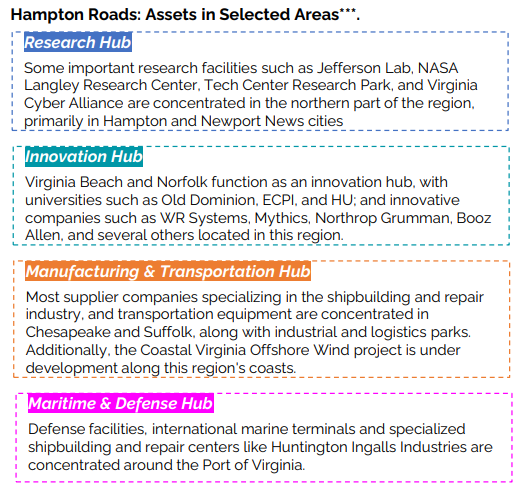 Hampton Roads: Assets in Selected Areas***.
Research Hub
Some important research facilities such as Jefferson Lab, NASA
Langley Research Center, Tech Center Research Park, and Virginia
Cyber Alliance are concentrated in the northern part of the region,
primarily in Hampton and Newport News cities
Innovation Hub
Virginia Beach and Norfolk function as an innovation hub, with
universities such as Old Dominion, ECPI, and HU; and innovative
companies such as WR Systems, Mythics, Northrop Grumman, Booz
Allen, and several others located in this region.
Manufacturing & Transportation Hub
Most supplier companies specializing in the shipbuilding and repair
industry, and transportation equipment are concentrated in
Chesapeake and Suffolk, along with industrial and logistics parks.
Additionally, the Coastal Virginia Offshore Wind project is under
development along this region's coasts.
Maritime & Defense Hub
Defense facilities, international marine terminals and specialized
shipbuilding and repair centers like Huntington Ingalls Industries are
concentrated around the Port of Virginia.